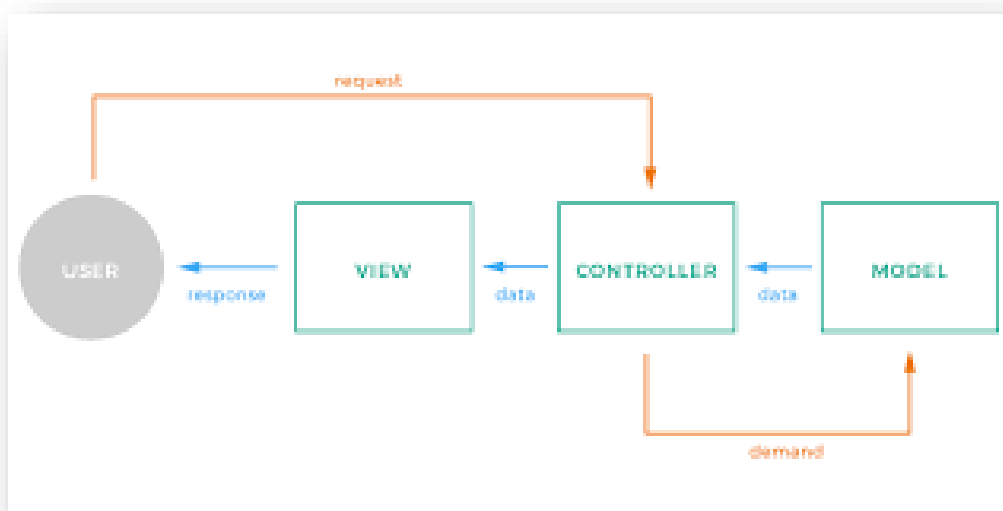 request
USER
VIEW
CONTROLLER
MODEL
response
data
data
demand